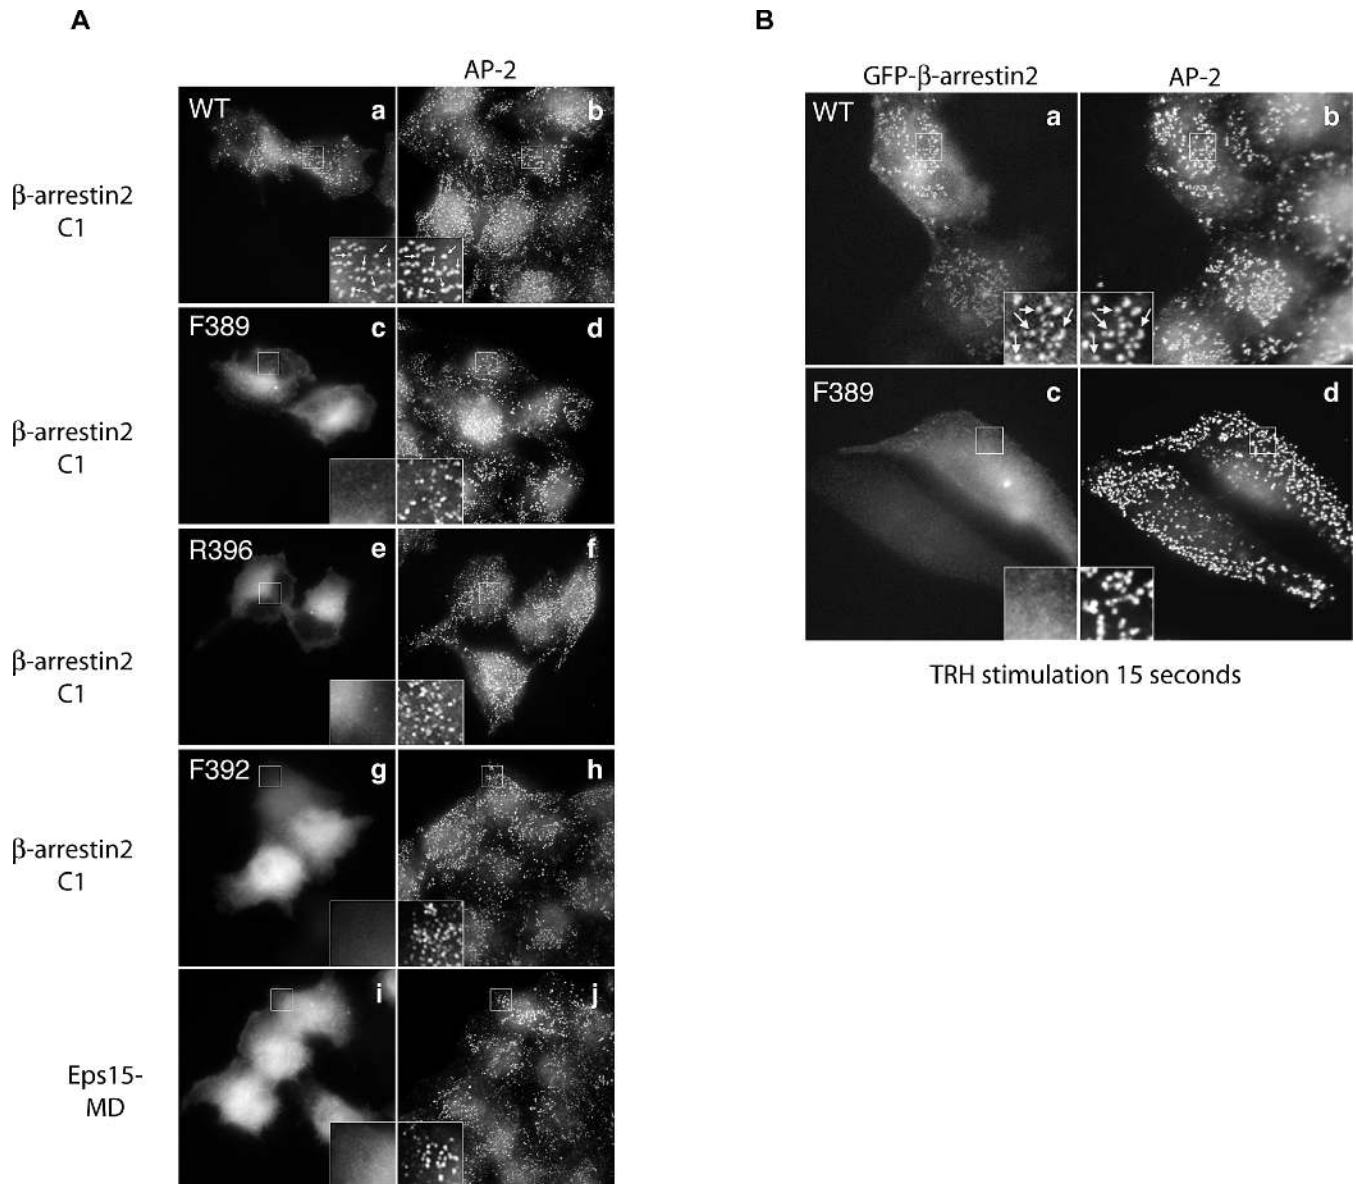 A
AP-2
WT
a
b
β-arrestin2
C1
F389
c
d
β-arrestin2
C1
R396
e
f
β-arrestin2
C1
F392
g
h
β-arrestin2
C1
i
j
Eps15-
MD
B
GFP-β-arrestin2
AP-2
WT
a
b
F389
c
d
TRH stimulation 15 seconds